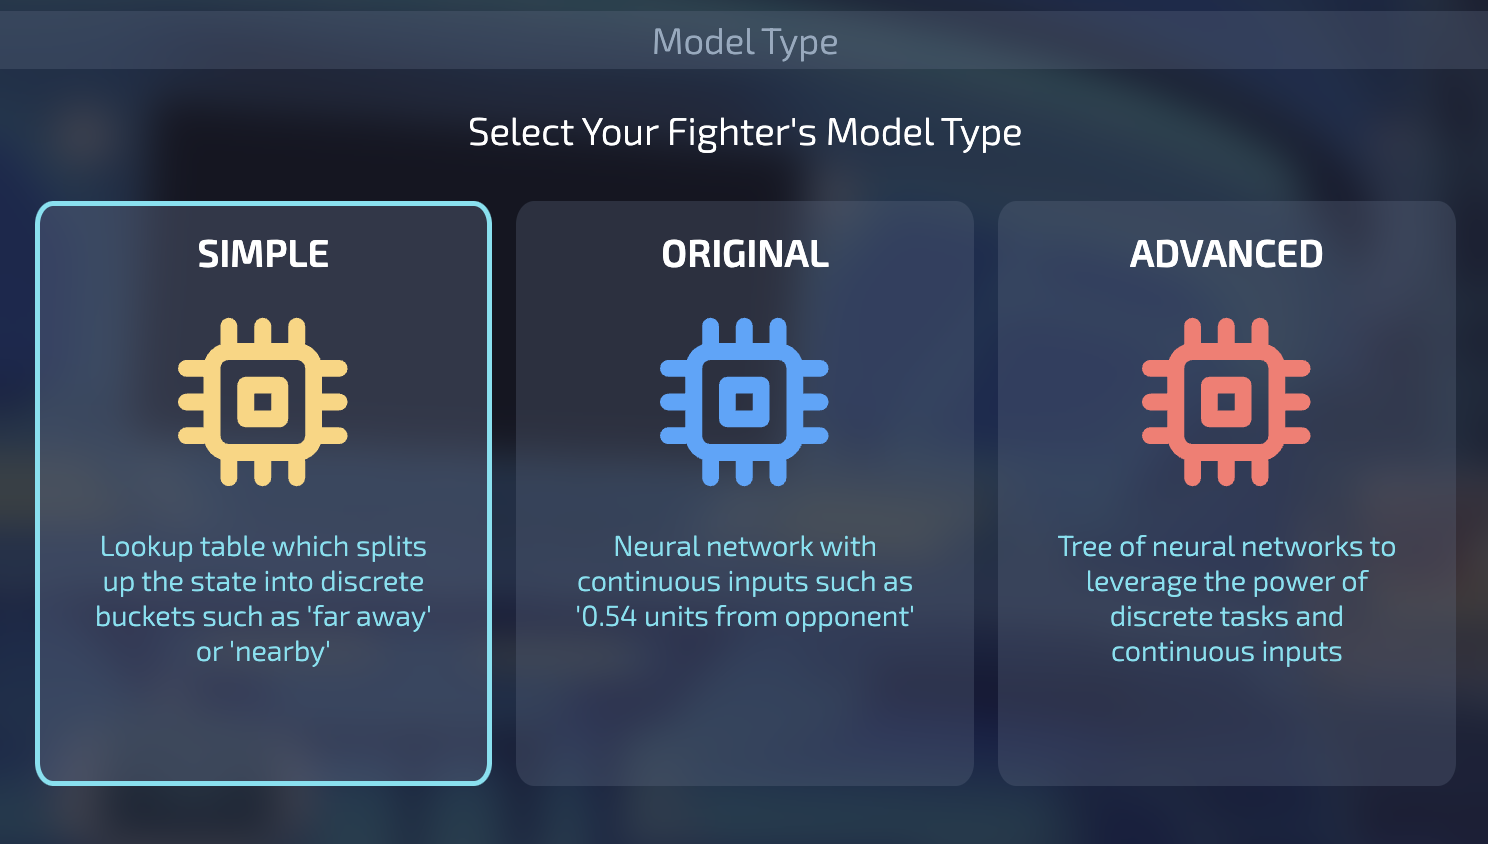 Model Type
Select Your Fighter's Model Type
SIMPLE
Lookup table which splits
up the state into discrete
buckets such as 'far away'
or 'nearby'
ORIGINAL
Neural network with
continuous inputs such as
'0.54 units from opponent'
ADVANCED
Tree of neural networks to
leverage the power of
discrete tasks and
continuous inputs